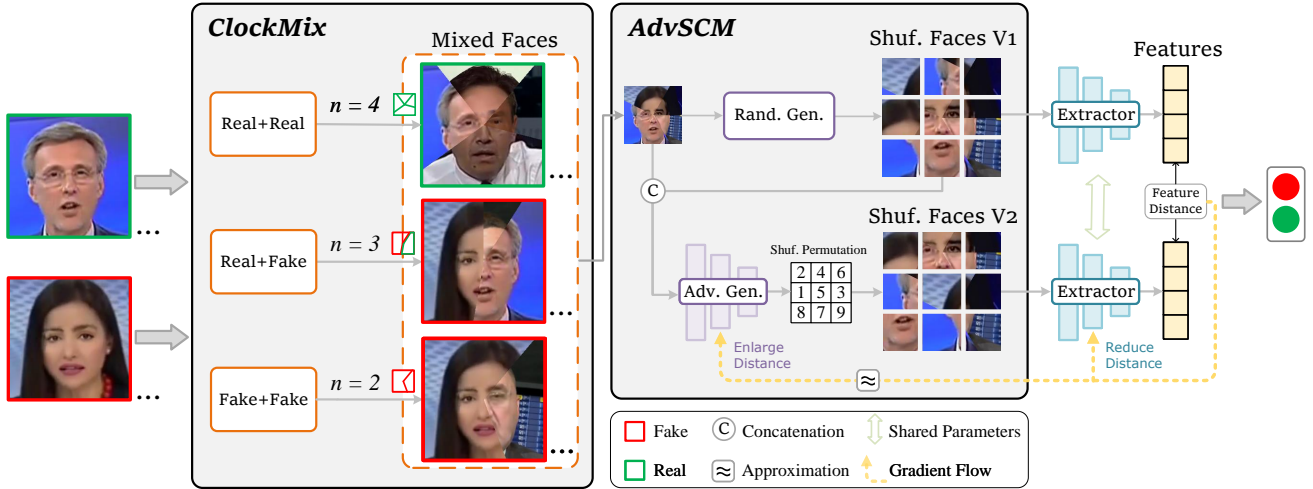 ClockMix
Mixed Faces
Real+Real
n = 4
...
Real+Fake
n = 3
...
Fake+Fake
n = 2
...
...
...
AdvSCM
Shuf. Faces V1
Rand. Gen.
C
Shuf. Faces V2
Shuf. Permutation
Adv. Gen.
2 4 6
1 5 3
8 7 9
Enlarge
Distance
≈
Features
Extractor
Feature
Distance
Extractor
Reduce
Distance
Fake
C Concatenation
Shared Parameters
Real
≈ Approximation
Gradient Flow